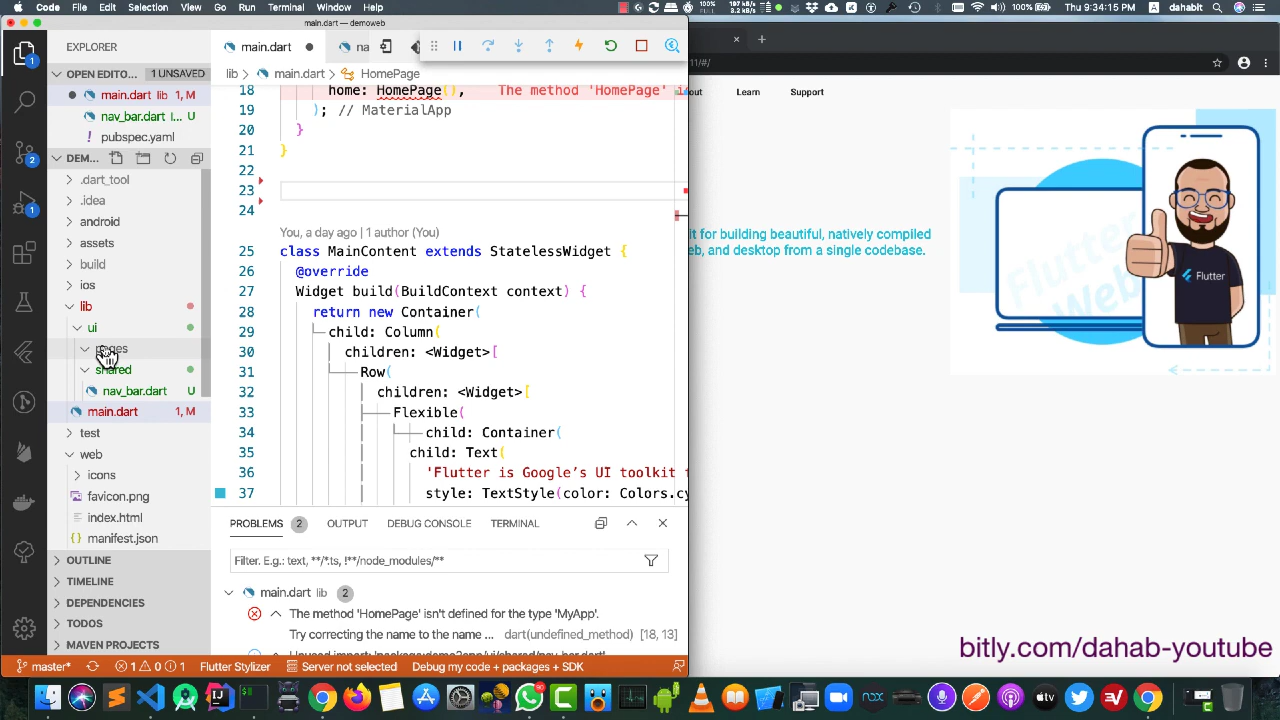 Code File Edit Selection View Go Run Terminal Window Help
Thu 9:34:15 PM dahabit
main.dart — demoweb
EXPLORER
main.dart
na
OPEN EDITO... 1 UNSAVED
lib > main.dart > HomePage
main.dart lib 1, M
nav_bar.dart l... U
pubspec.yaml
DEM...
.dart_tool
.idea
android
assets
build
ios
lib
ui
shared
nav_bar.dart U
main.dart 1, M
test
web
icons
favicon.png
index.html
manifest.json
OUTLINE
TIMELINE
DEPENDENCIES
TODOS
MAVEN PROJECTS
18 home: HomePage(), The method 'HomePage' i
19 ); // MaterialApp
20 }
21 }
22
23
24
You, a day ago | 1 author (You)
25 class MainContent extends StatelessWidget {
26 @override
27 Widget build(BuildContext context) {
28 return new Container(
29 child: Column(
30 children: <Widget>[
31 Row(
32 children: <Widget>[
33 Flexible(
34 child: Container(
35 child: Text(
36 'Flutter is Google’s UI toolkit
37 style: TextStyle(color: Colors.cy
PROBLEMS 2 OUTPUT DEBUG CONSOLE TERMINAL
Filter. E.g.: text, **/*.ts, !**/node_modules/**
main.dart lib 2
The method 'HomePage' isn't defined for the type 'MyApp'.
Try correcting the name to the name ... dart(undefined_method) [18, 13]
master* 1 0 1 Flutter Stylizer Server not selected Debug my code + packages + SDK
11/#/
out Learn Support
it for building beautiful, natively compiled
eb, and desktop from a single codebase.
Flutter
Web
Flutter
bitly.com/dahab-youtube